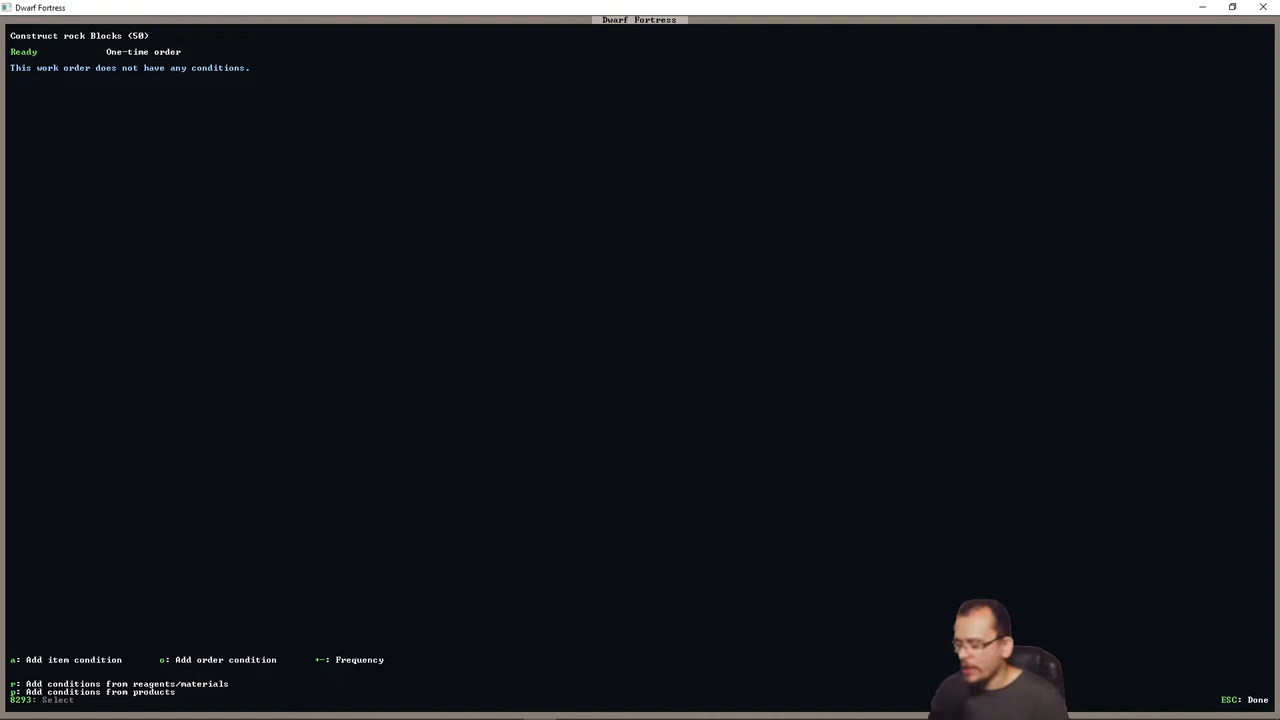 Dwarf Fortress
Dwarf Fortress
Construct rock Blocks (50)
Ready One-time order
This work order does not have any conditions.
a: Add item condition o: Add order condition +-: Frequency
r: Add conditions from reagents/materials
p: Add conditions from products
8293: Select ESC: Done